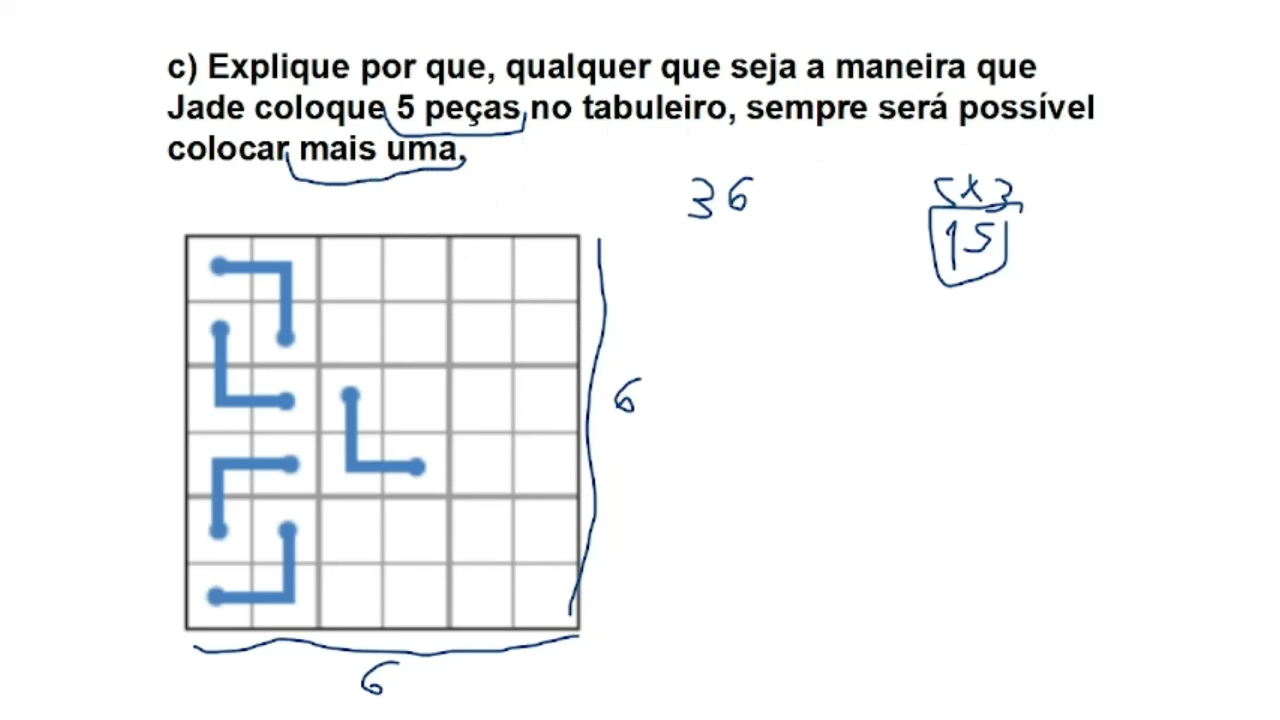 c) Explique por que, qualquer que seja a maneira que
Jade coloque 5 peças no tabuleiro, sempre será possível
colocar mais uma.
36
5x3
15
6
6